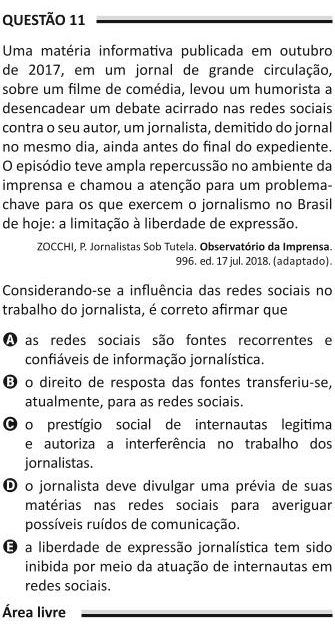 QUESTÃO 11
Uma matéria informativa publicada em outubro
de 2017, em um jornal de grande circulação,
sobre um filme de comédia, levou um humorista a
desencadear um debate acirrado nas redes sociais
contra o seu autor, um jornalista, demitido do jornal
no mesmo dia, ainda antes do final do expediente.
O episódio teve ampla repercussão no ambiente da
imprensa e chamou a atenção para um problema-
chave para os que exercem o jornalismo no Brasil
de hoje: a limitação à liberdade de expressão.
ZOCCHI, P. Jornalistas Sob Tutela. Observatório da Imprensa.
996. ed. 17 jul. 2018. (adaptado).
Considerando-se a influência das redes sociais no
trabalho do jornalista, é correto afirmar que
A as redes sociais são fontes recorrentes e
confiáveis de informação jornalística.
B o direito de resposta das fontes transferiu-se,
atualmente, para as redes sociais.
C o prestígio social de internautas legitima
e autoriza a interferência no trabalho dos
jornalistas.
D o jornalista deve divulgar uma prévia de suas
matérias nas redes sociais para averiguar
possíveis ruídos de comunicação.
E a liberdade de expressão jornalística tem sido
inibida por meio da atuação de internautas em
redes sociais.
Área livre